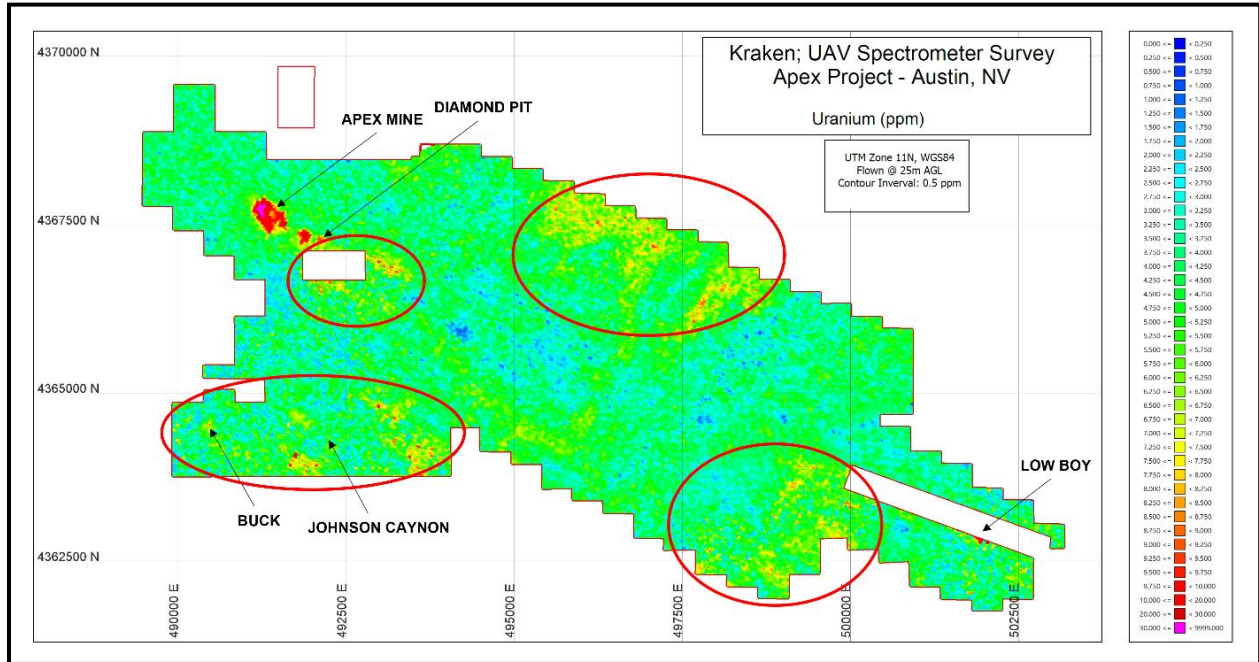 4370000 N
4367500 N
4365000 N
4362500 N
Kraken; UAV Spectrometer Survey
Apex Project - Austin, NV
Uranium (ppm)
UTM Zone 11N, WGS84
Flown @ 25m AGL
Contour Inverval: 0.5 ppm
DIAMOND PIT
APEX MINE
LOW BOY
BUCK
JOHNSON CAYNON
490000 E
492500 E
495000 E
497500 E
500000 E
502500 E
0.000 <= < 0.250
0.250 <= < 0.500
0.500 <= < 0.750
0.750 <= < 1.000
1.000 <= < 1.250
1.250 <= < 1.500
1.500 <= < 1.750
1.750 <= < 2.000
2.000 <= < 2.250
2.250 <= < 2.500
2.500 <= < 2.750
2.750 <= < 3.000
3.000 <= < 3.250
3.250 <= < 3.500
3.500 <= < 3.750
3.750 <= < 4.000
4.000 <= < 4.250
4.250 <= < 4.500
4.500 <= < 4.750
4.750 <= < 5.000
5.000 <= < 5.250
5.250 <= < 5.500
5.500 <= < 5.750
5.750 <= < 6.000
6.000 <= < 6.250
6.250 <= < 6.500
6.500 <= < 6.750
6.750 <= < 7.000
7.000 <= < 7.250
7.250 <= < 7.500
7.500 <= < 7.750
7.750 <= < 8.000
8.000 <= < 8.250
8.250 <= < 8.500
8.500 <= < 8.750
8.750 <= < 9.000
9.000 <= < 9.250
9.250 <= < 9.500
9.500 <= < 9.750
9.750 <= < 10.000
10.000 <= < 20.000
20.000 <= < 30.000
30.000 <= < 9999.000